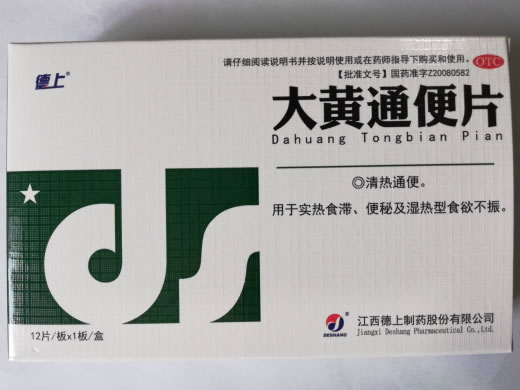 德上®
请仔细阅读说明书并按说明使用或在药师指导下购买和使用。
【批准文号】国药准字Z20080582
OTC
大黄通便片
Dahuang Tongbian Pian
◎清热通便。
用于实热食滞、便秘及湿热型食欲不振。
ds
12片/板x1板/盒
DESHANG
江西德上制药股份有限公司
Jiangxi Deshang Pharmaceutical Co.,Ltd.